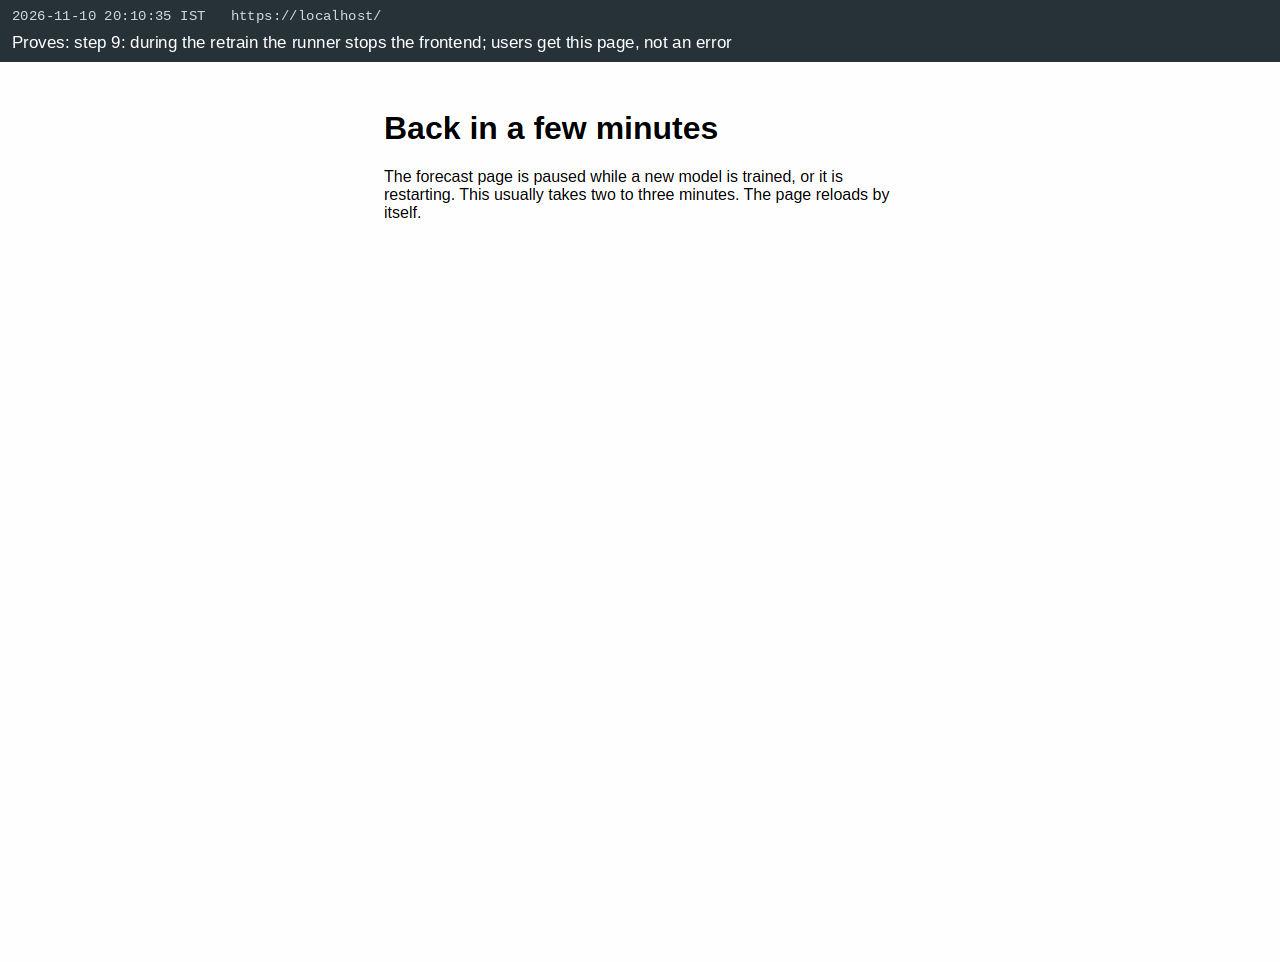 2026-11-10 20:10:35 IST https://localhost/
Proves: step 9: during the retrain the runner stops the frontend; users get this page, not an error
Back in a few minutes
The forecast page is paused while a new model is trained, or it is
restarting. This usually takes two to three minutes. The page reloads by
itself.